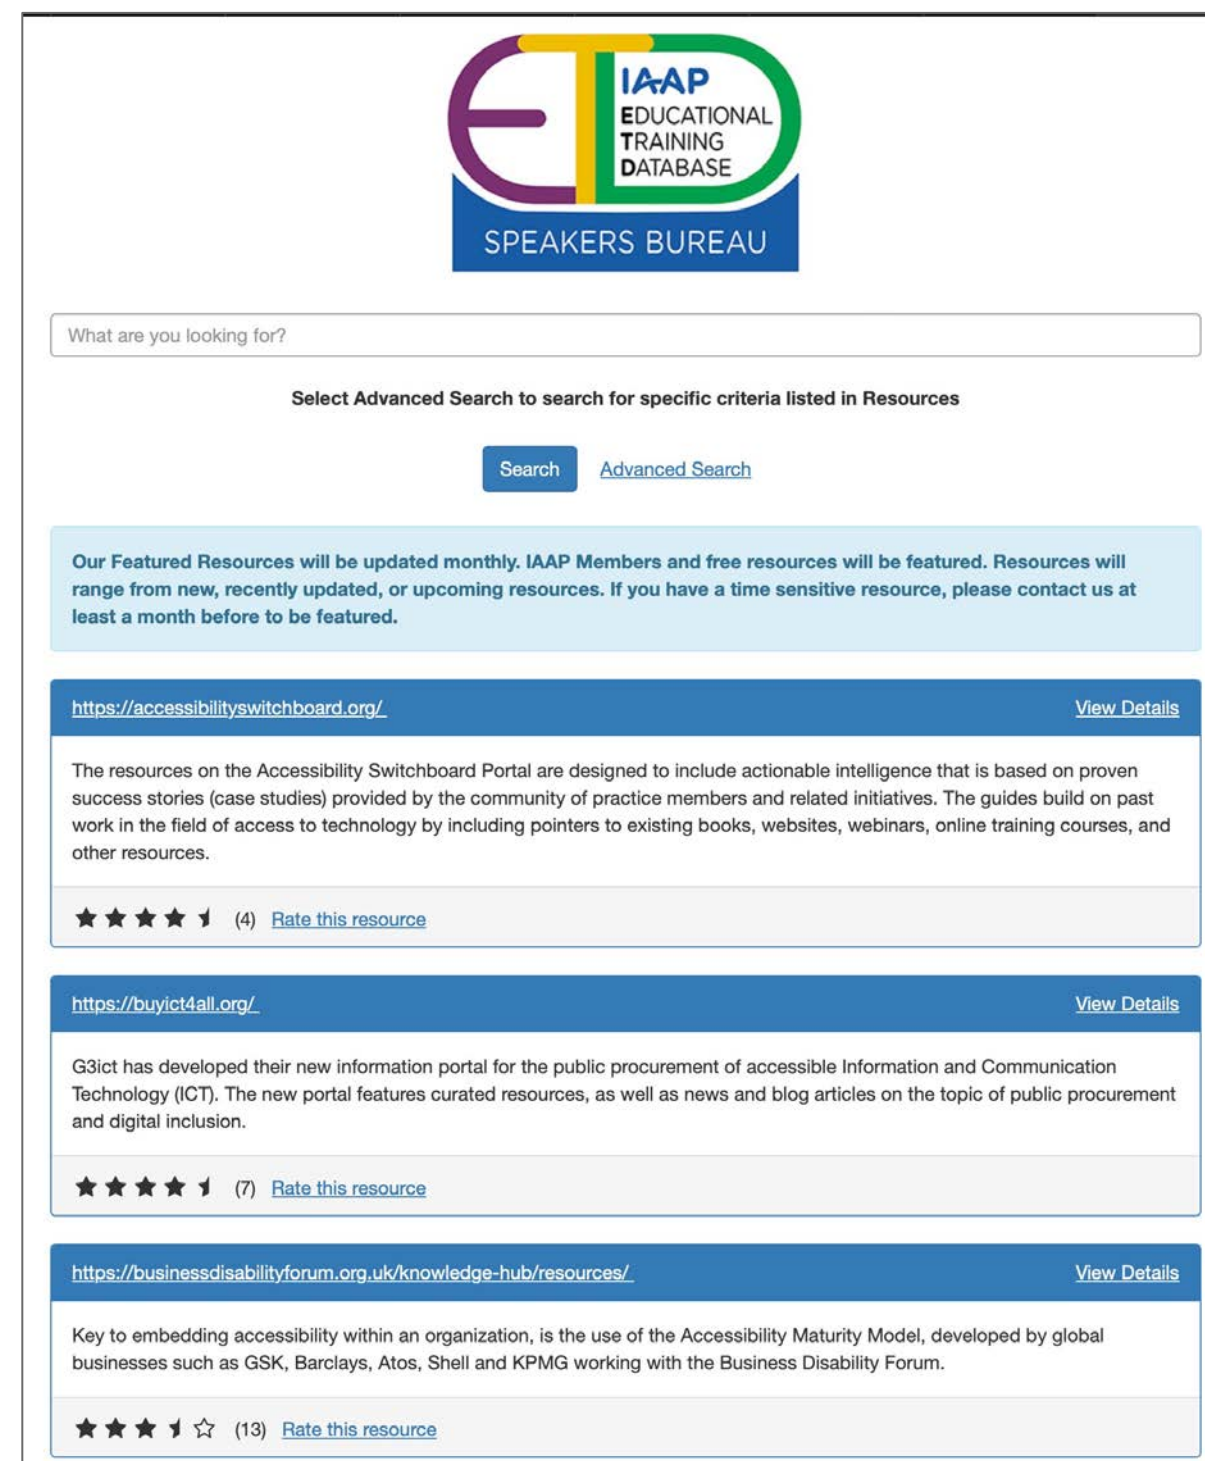 IAAP
EDUCATIONAL
TRAINING
DATABASE
SPEAKERS BUREAU
What are you looking for?
Select Advanced Search to search for specific criteria listed in Resources
Search Advanced Search
Our Featured Resources will be updated monthly. IAAP Members and free resources will be featured. Resources will
range from new, recently updated, or upcoming resources. If you have a time sensitive resource, please contact us at
least a month before to be featured.
https://accessibilityswitchboard.org/ View Details
The resources on the Accessibility Switchboard Portal are designed to include actionable intelligence that is based on proven
success stories (case studies) provided by the community of practice members and related initiatives. The guides build on past
work in the field of access to technology by including pointers to existing books, websites, webinars, online training courses, and
other resources.
(4) Rate this resource
https://buyict4all.org/ View Details
G3ict has developed their new information portal for the public procurement of accessible Information and Communication
Technology (ICT). The new portal features curated resources, as well as news and blog articles on the topic of public procurement
and digital inclusion.
(7) Rate this resource
https://businessdisabilityforum.org.uk/knowledge-hub/resources/ View Details
Key to embedding accessibility within an organization, is the use of the Accessibility Maturity Model, developed by global
businesses such as GSK, Barclays, Atos, Shell and KPMG working with the Business Disability Forum.
(13) Rate this resource